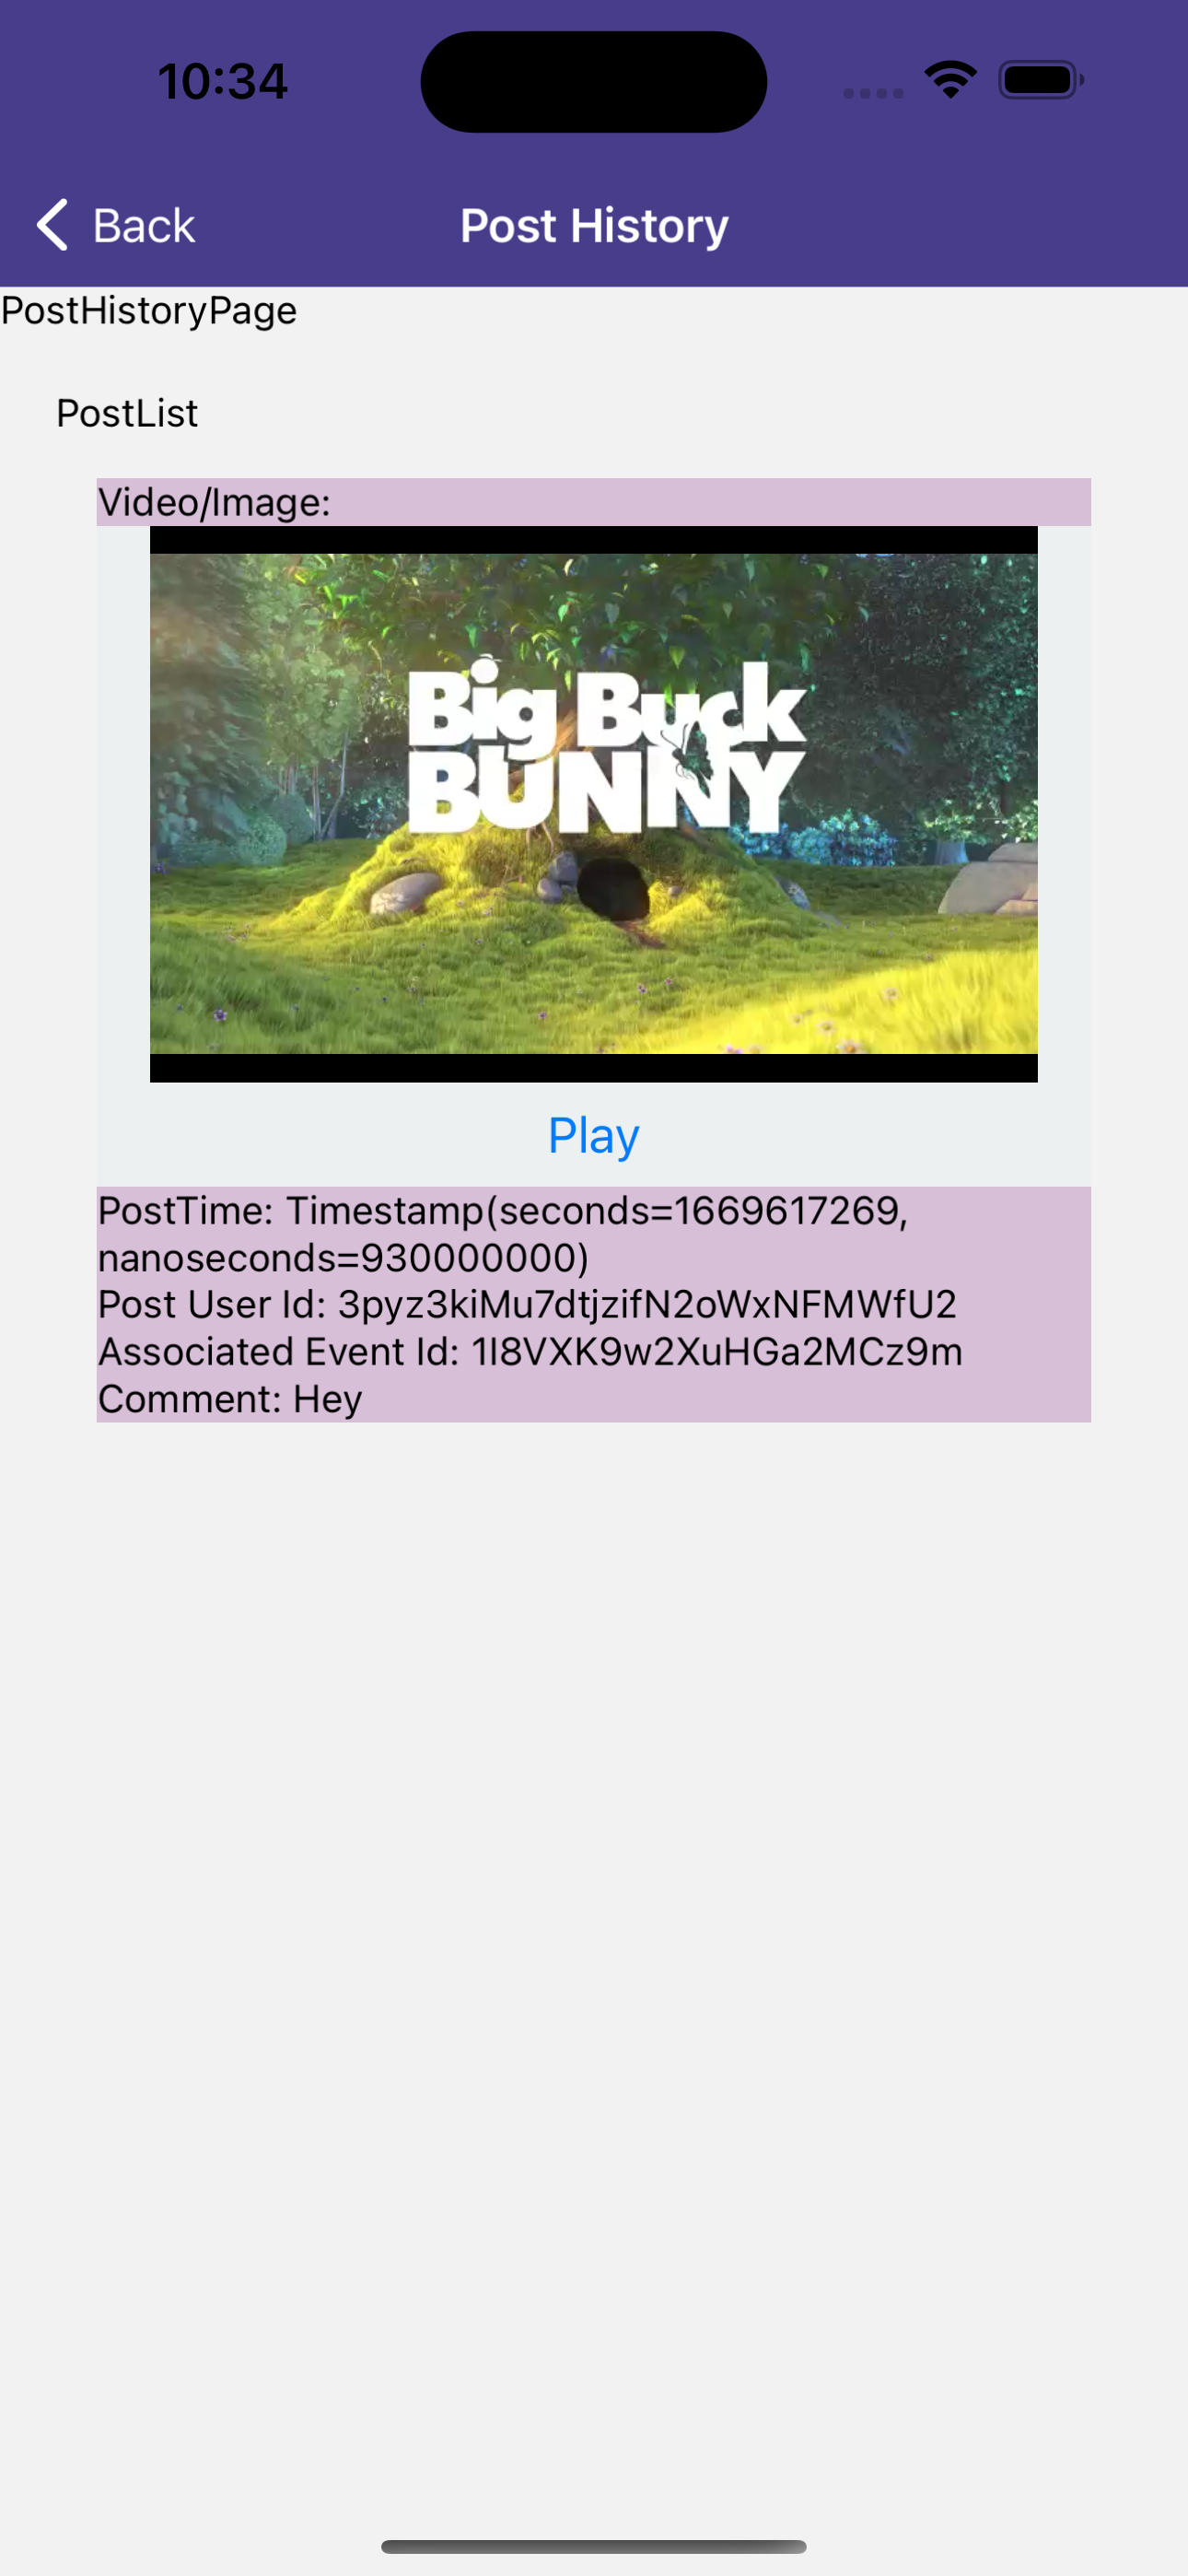 10:34
Back
Post History
PostHistoryPage
PostList
Video/Image:
Big Buck
BUNNY
Play
PostTime: Timestamp(seconds=1669617269,
nanoseconds=930000000)
Post User Id: 3pyz3kiMu7dtjzifN2oWxNFMWfU2
Associated Event Id: 1I8VXK9w2XuHGa2MCz9m
Comment: Hey